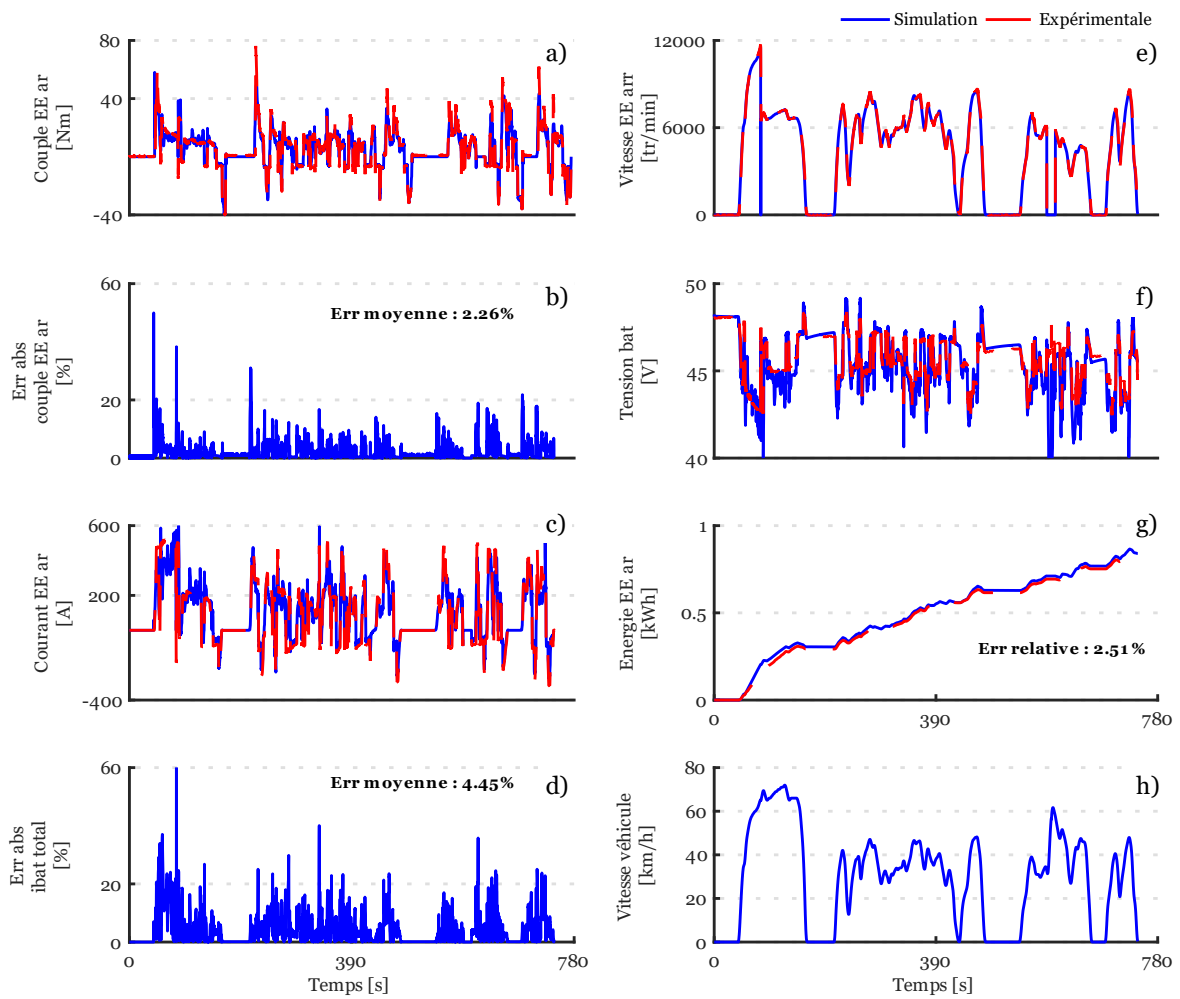 Simulation
Expérimentale
Couple EE ar
[Nm]
80
40
-40
a)
Vitesse EE arr
[tr/min]
12000
6000
0
e)
Err abs
couple EE ar
[%]
60
20
0
Err moyenne : 2.26%
b)
Tension bat
[V]
50
45
40
f)
Courant EE ar
[A]
600
200
-400
c)
Energie EE ar
[kWh]
1
0.5
0
g)
Err relative : 2.51%
0
390
780
Err abs
ibat total
[%]
60
20
0
Err moyenne : 4.45%
d)
0
390
780
Temps [s]
Vitesse véhicule
[km/h]
80
60
40
20
0
h)
0
390
780
Temps [s]